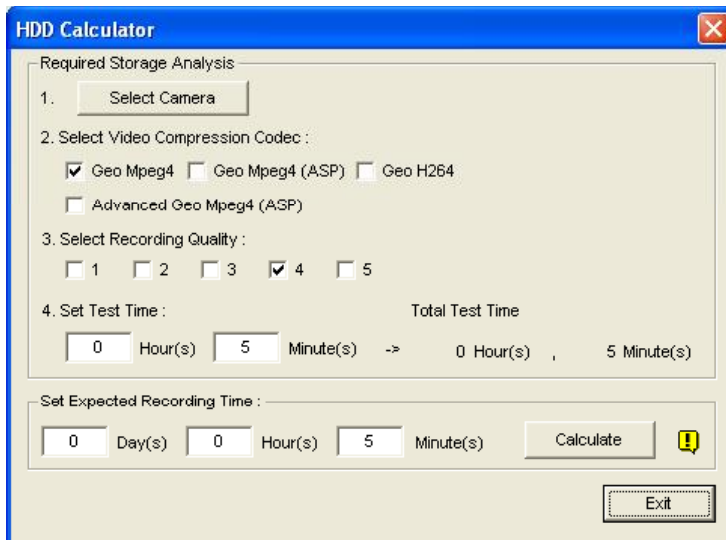 HDD Calculator
Required Storage Analysis
1. Select Camera
2. Select Video Compression Codec :
Geo Mpeg4 Geo Mpeg4 (ASP) Geo H264
Advanced Geo Mpeg4 (ASP)
3. Select Recording Quality :
1 2 3 4 5
4. Set Test Time : Total Test Time
0 Hour(s) 5 Minute(s) -> 0 Hour(s) , 5 Minute(s)
Set Expected Recording Time :
0 Day(s) 0 Hour(s) 5 Minute(s) Calculate !
Exit